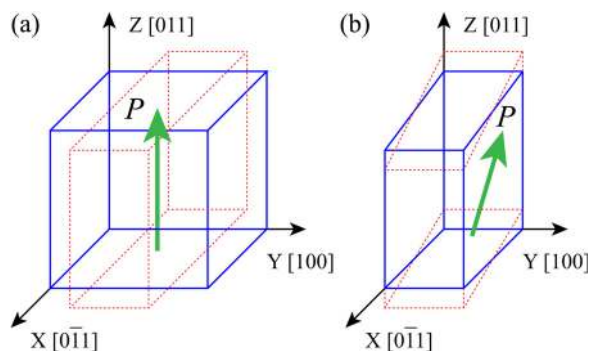 (a)
Z [011]
P
Y [100]
X [01̄1]
(b)
Z [011]
P
Y [100]
X [01̄1]